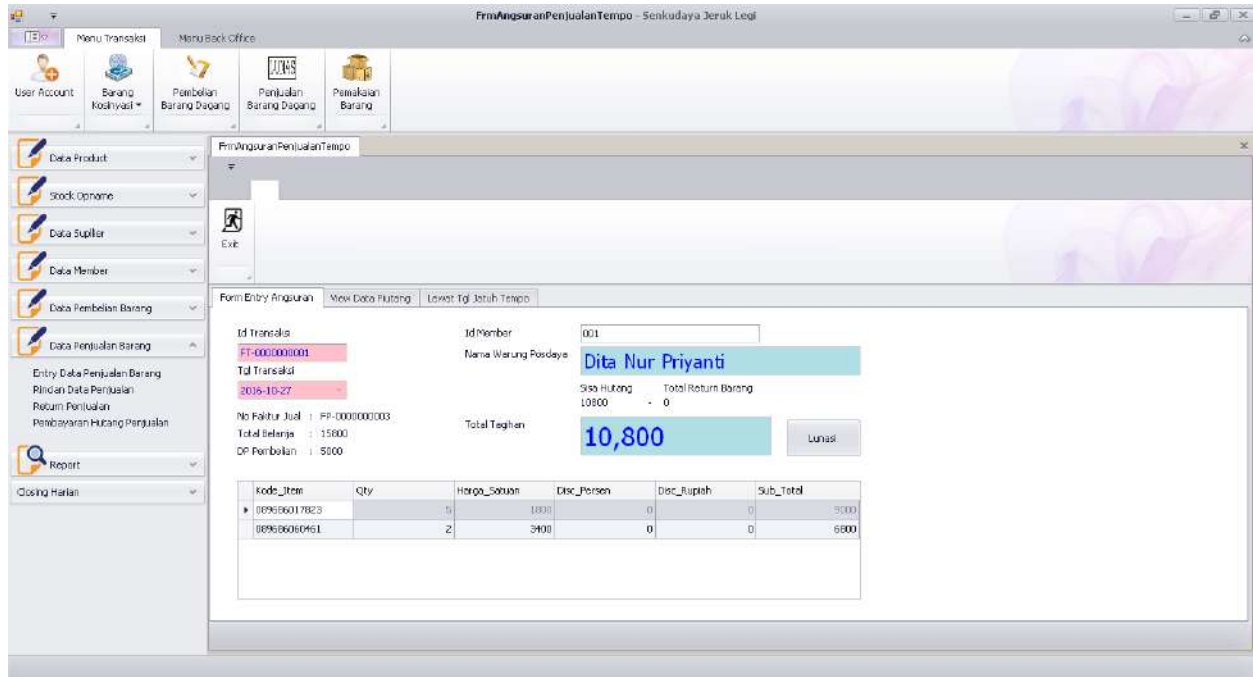 FrmAngsuranPenjualanTempo - Senkudaya Jeruk Legi
Menu Transaksi Menu Back Office
User Account Barang Kosinyasi Pembelian Barang Dagang Penjualan Barang Dagang Pemakaian Barang
Data Product
Stock Opname
Data Suplier
Data Member
Data Pembelian Barang
Data Penjualan Barang
Entry Data Penjualan Barang
Rincian Data Penjualan
Return Penjualan
Pembayaran Hutang Penjualan
Report
Closing Harian
FrmAngsuranPenjualanTempo
Exit
Form Entry Angsuran View Data Piutang Lewat Tgl Jatuh Tempo
Id Transaksi
FT-0000000001
Tgl Transaksi
2016-10-27
No Faktur Jual : FP-0000000003
Total Belanja : 15800
DP Pembelian : 5000
Id Member 001
Nama Warung Posdaya Dita Nur Priyanti
Sisa Hutang Total Return Barang
10800 - 0
Total Tagihan 10,800 Lunasi
Kode_Item Qty Harga_Satuan Disc_Persen Disc_Rupiah Sub_Total
089686017823 5 1800 0 0 9000
089686060461 2 3400 0 0 6800